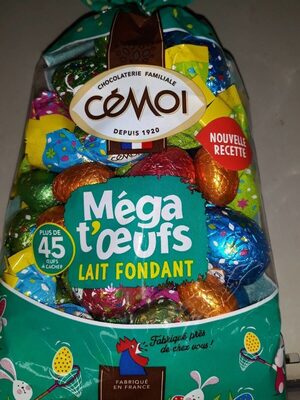 CHOCOLATERIE FAMILIALE
CÉMOI
DEPUIS 1920
NOUVELLE
RECETTE
Méga
t'œufs
LAIT FONDANT
PLUS DE
45
ŒUFS
À CACHER
Fabriqué près
de chez vous !
FABRIQUÉ
EN FRANCE